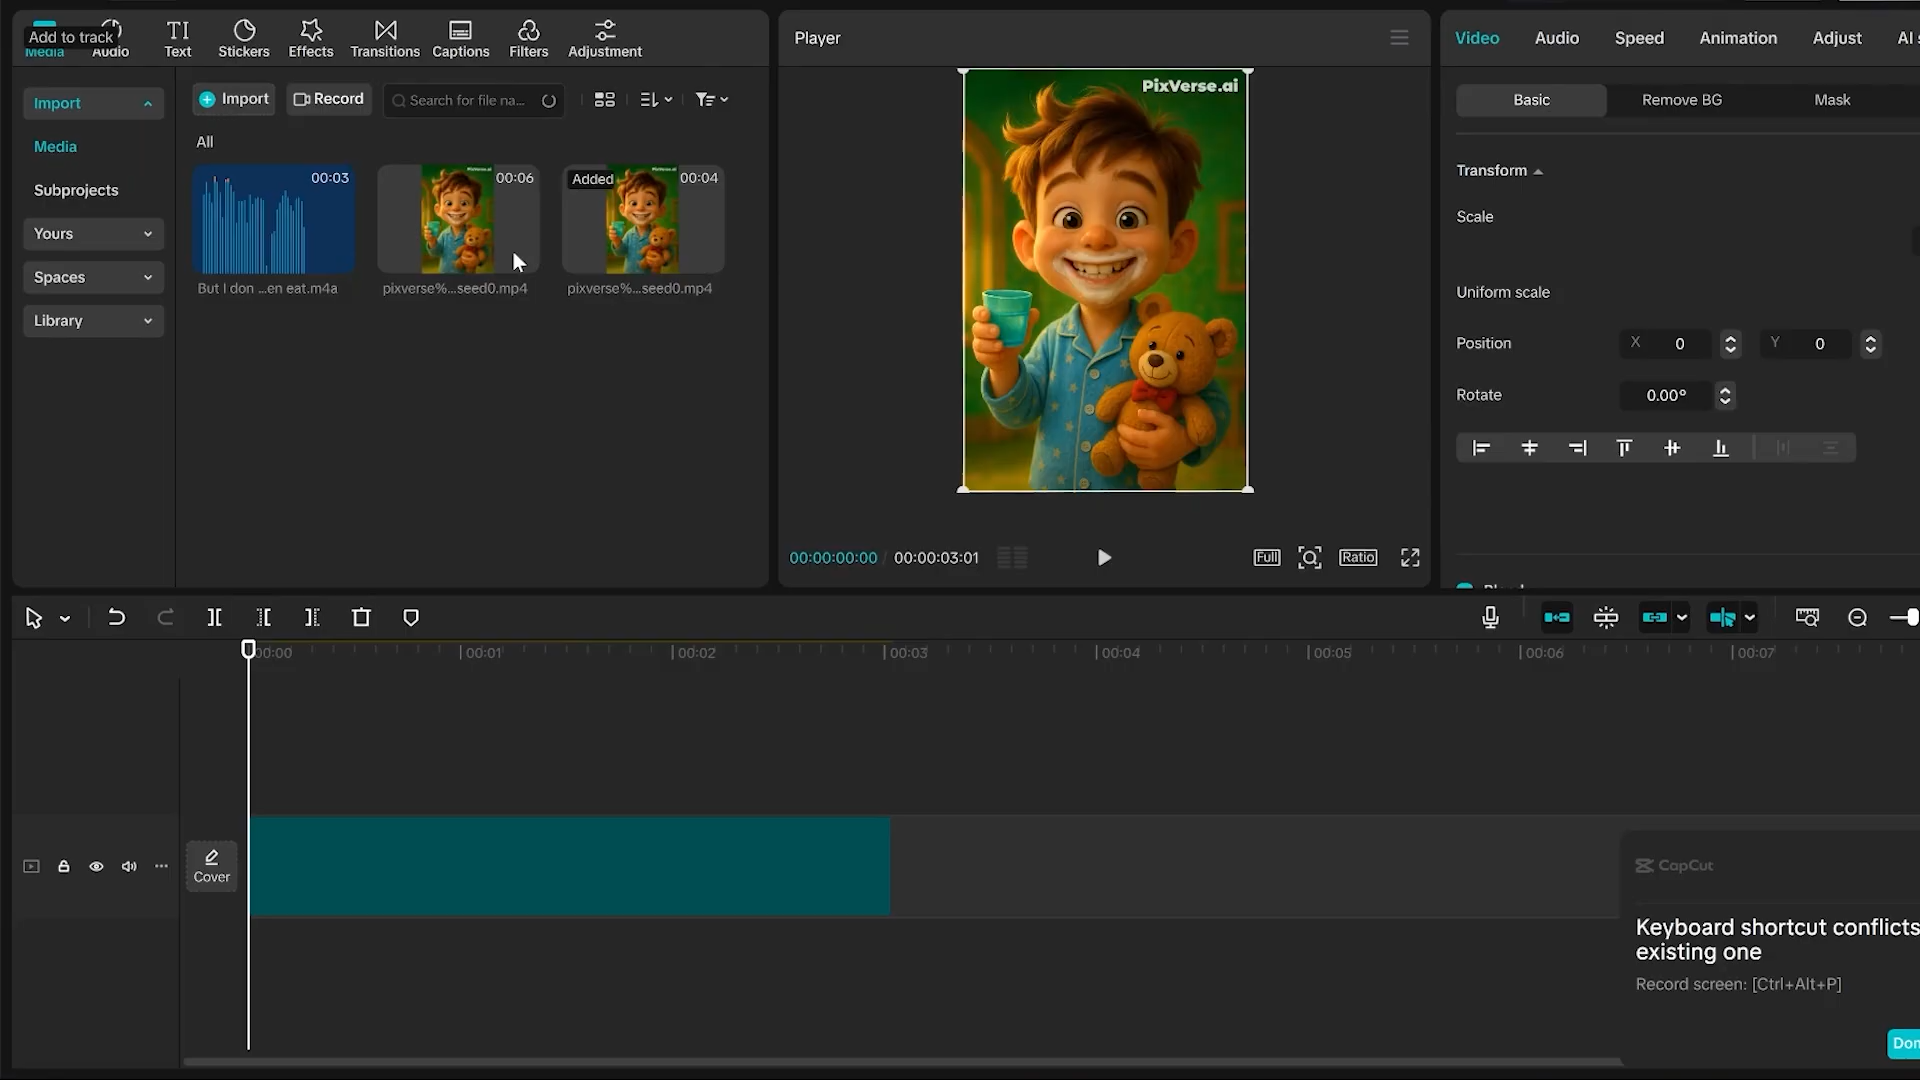 Add to track
Media
Audio
Text
Stickers
Effects
Transitions
Captions
Filters
Adjustment
Import
Media
Subprojects
Yours
Spaces
Library
Import
Record
Search for file na...
All
00:03
But I don ...en eat.m4a
00:06
pixverse%...seed0.mp4
Added
00:04
pixverse%...seed0.mp4
Player
PixVerse.ai
00:00:00:00 / 00:00:03:01
Full
Ratio
Video
Audio
Speed
Animation
Adjust
AI
Basic
Remove BG
Mask
Transform
Scale
Uniform scale
Position
X 0
Y 0
Rotate
0.00°
00:00
00:01
00:02
00:03
00:04
00:05
00:06
00:07
Cover
CapCut
Keyboard shortcut conflicts
existing one
Record screen: [Ctrl+Alt+P]